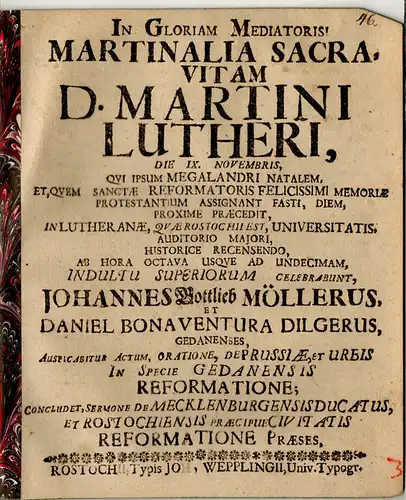 46.
IN GLORIAM MEDIATORIS!
MARTINALIA SACRA,
VITAM
D. MARTINI
LUTHERI,
DIE IX. NOVEMBRIS,
QVI IPSUM MEGALANDRI NATALEM,
ET, QVEM SANCTÆ REFORMATORIS FELICISSIMI MEMORIÆ
PROTESTANTIUM ASSIGNANT FASTI, DIEM,
PROXIME PRÆCEDIT,
IN LUTHERANÆ, QVÆ ROSTOCHII EST, UNIVERSITATIS,
AUDITORIO MAJORI,
HISTORICE RECENSENDO,
AB HORA OCTAVA USQVE AD UNDECIMAM,
INDULTU SUPERIORUM CELEBRABUNT,
JOHANNES Gottlieb MÖLLERUS,
ET
DANIEL BONAVENTURA DILGERUS,
GEDANENSES,
AUSPICABITUR ACTUM, ORATIONE, DE PRUSSIÆ, ET URBIS
IN SPECIE GEDANENSIS
REFORMATIONE;
CONCLUDET, SERMONE DE MECKLENBURGENSIS DUCATUS,
ET ROSTOCHIENSIS PRÆCIPUE CIVITATIS
REFORMATIONE PRÆSES,
ROSTOCHII, Typis JOH, WEPPLINGII, Univ. Typogr.
3